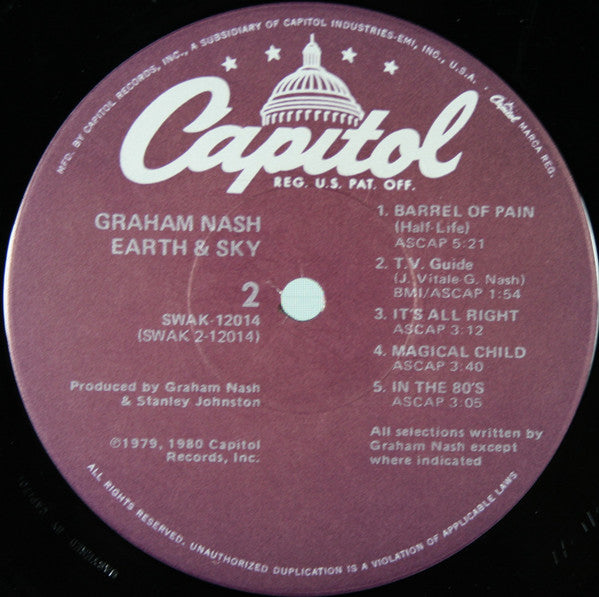 MFD. BY CAPITOL RECORDS, INC., A SUBSIDIARY OF CAPITOL INDUSTRIES-EMI, INC., U.S.A. . Capitol MARCA REG.
Capitol
REG. U.S. PAT. OFF.
GRAHAM NASH
EARTH & SKY
2
SWAK-12014
(SWAK 2-12014)
Produced by Graham Nash
& Stanley Johnston
©1979, 1980 Capitol
Records, Inc.
1. BARREL OF PAIN
(Half-Life)
ASCAP 5:21
2. T.V. Guide
(J. Vitale-G. Nash)
BMI/ASCAP 1:54
3. IT'S ALL RIGHT
ASCAP 3:12
4. MAGICAL CHILD
ASCAP 3:40
5. IN THE 80'S
ASCAP 3:05
All selections written by
Graham Nash except
where indicated
ALL RIGHTS RESERVED. UNAUTHORIZED DUPLICATION IS A VIOLATION OF APPLICABLE LAWS